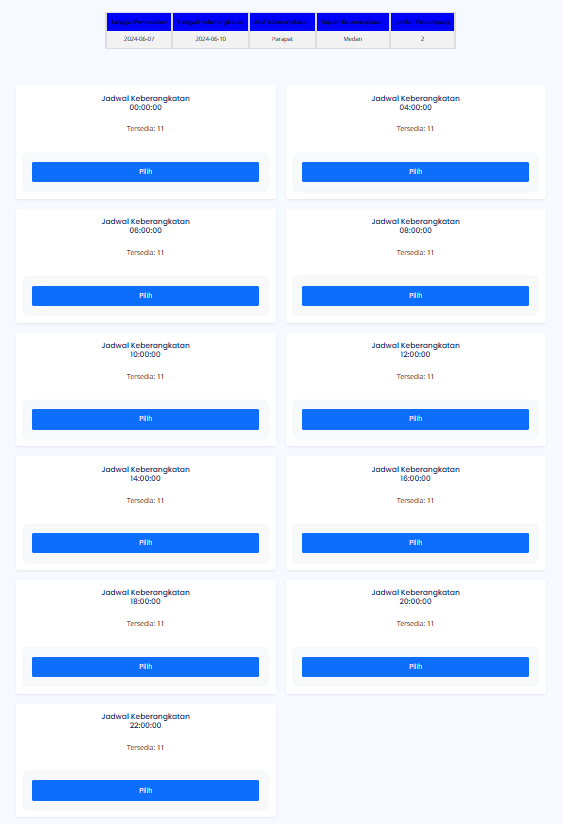 2024-06-07 2024-06-10 Parapat Medan 2
Jadwal Keberangkatan
00:00:00
Tersedia: 11
Pilih
Jadwal Keberangkatan
04:00:00
Tersedia: 11
Pilih
Jadwal Keberangkatan
06:00:00
Tersedia: 11
Pilih
Jadwal Keberangkatan
08:00:00
Tersedia: 11
Pilih
Jadwal Keberangkatan
10:00:00
Tersedia: 11
Pilih
Jadwal Keberangkatan
12:00:00
Tersedia: 11
Pilih
Jadwal Keberangkatan
14:00:00
Tersedia: 11
Pilih
Jadwal Keberangkatan
16:00:00
Tersedia: 11
Pilih
Jadwal Keberangkatan
18:00:00
Tersedia: 11
Pilih
Jadwal Keberangkatan
20:00:00
Tersedia: 11
Pilih
Jadwal Keberangkatan
22:00:00
Tersedia: 11
Pilih